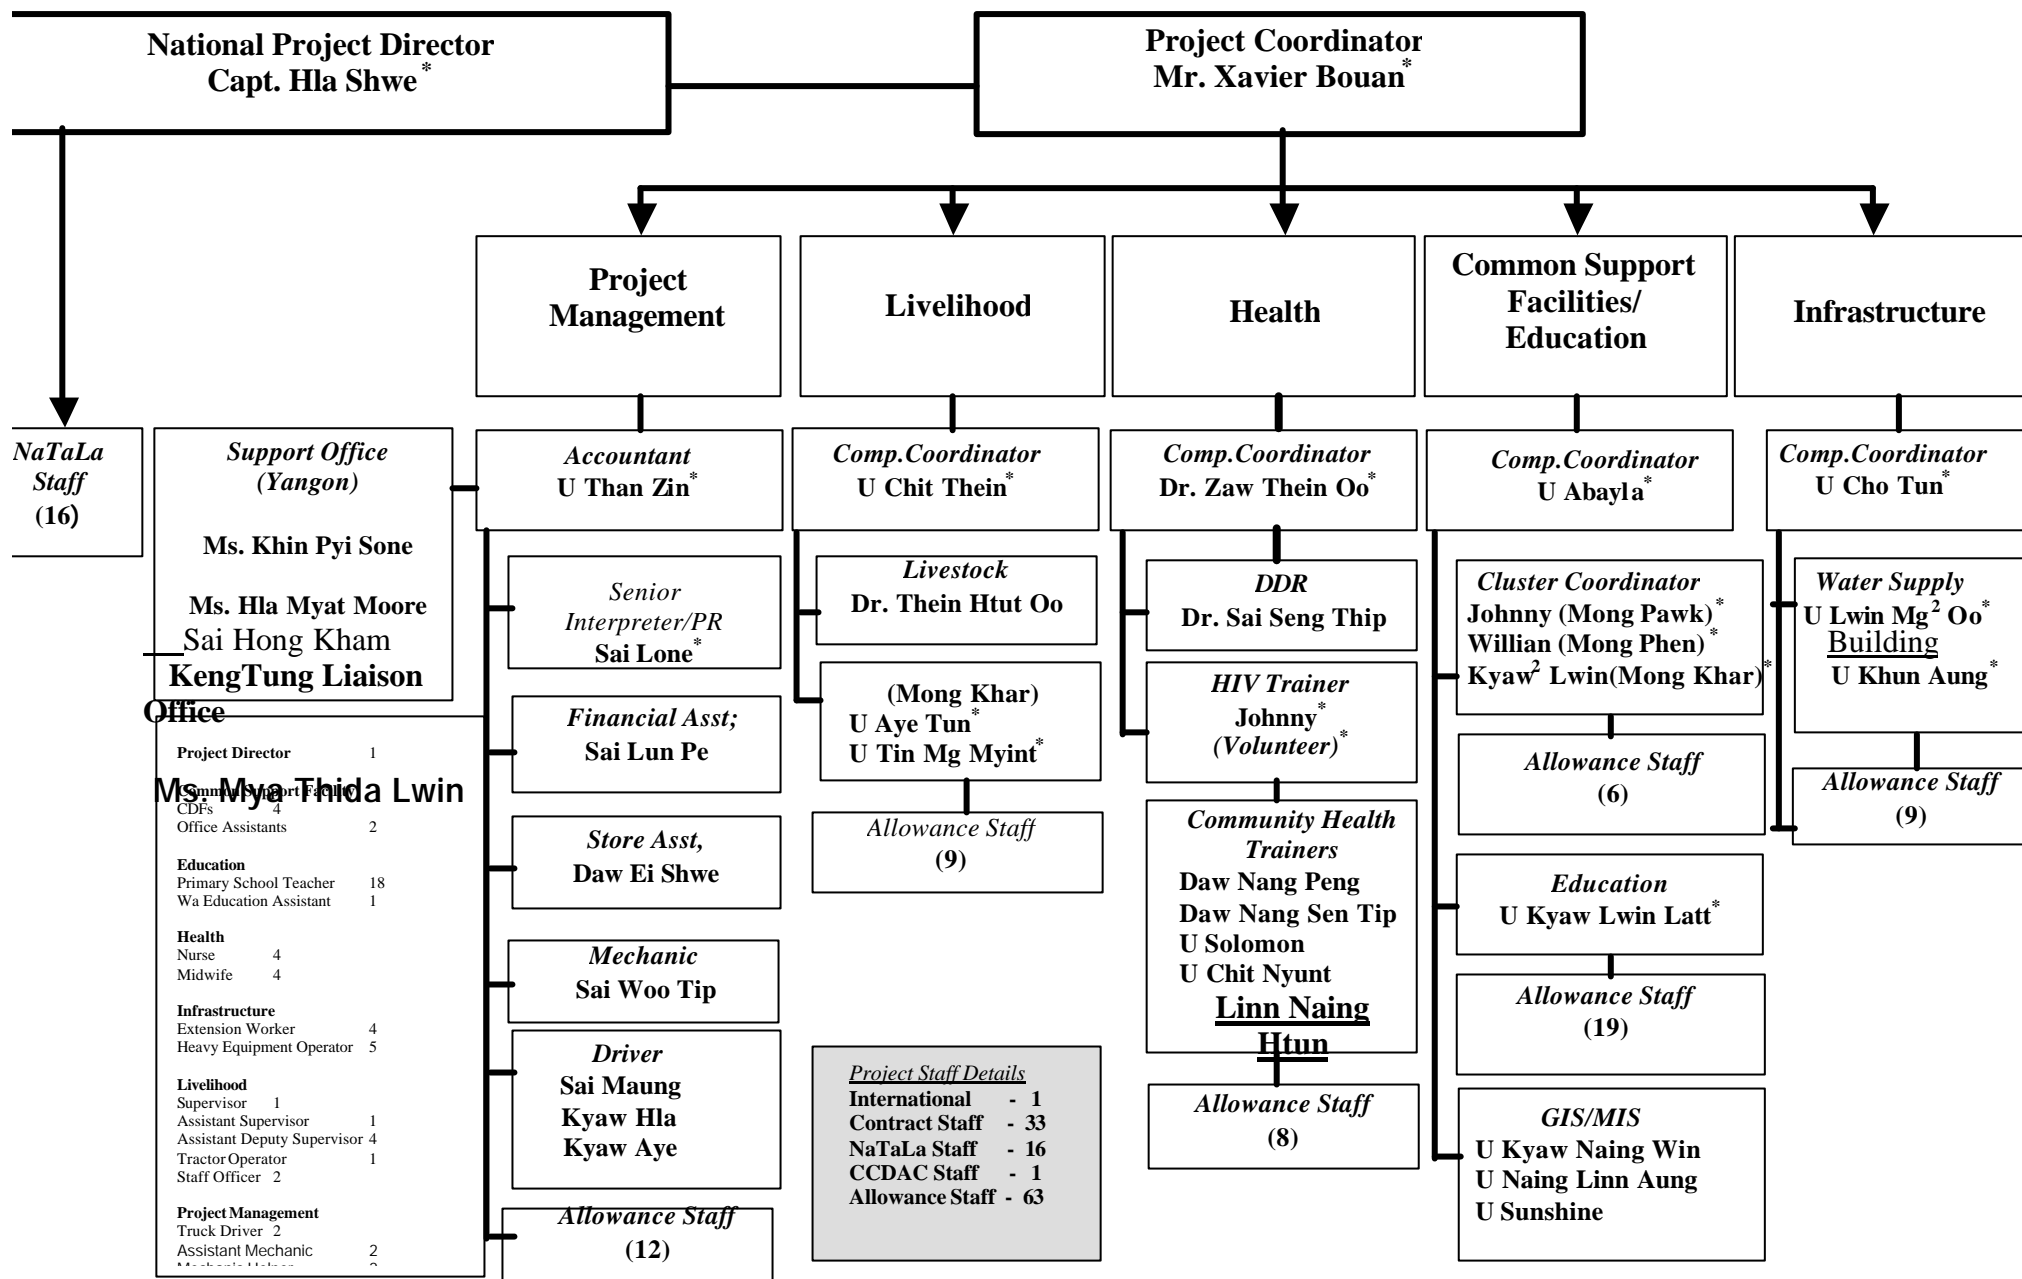 National Project Director
Capt. Hla Shwe*
Project Coordinator
Mr. Xavier Bouan*
Project
Management
Livelihood
Health
Common Support
Facilities/
Education
Infrastructure
NaTaLa
Staff
(16)
Support Office
(Yangon)
Ms. Khin Pyi Sone
Ms. Hla Myat Moore
Sai Hong Kham
KengTung Liaison
Office
Ms. Mya Thida Lwin
Project Director 1
Common Support Facility
CDFs 4
Office Assistants 2
Education
Primary School Teacher 18
Wa Education Assistant 1
Health
Nurse 4
Midwife 4
Infrastructure
Extension Worker 4
Heavy Equipment Operator 5
Livelihood
Supervisor 1
Assistant Supervisor 1
Assistant Deputy Supervisor 4
Tractor Operator 1
Staff Officer 2
Project Management
Truck Driver 2
Assistant Mechanic 2
Accountant
U Than Zin*
Senior
Interpreter/PR
Sai Lone*
Financial Asst;
Sai Lun Pe
Store Asst,
Daw Ei Shwe
Mechanic
Sai Woo Tip
Driver
Sai Maung
Kyaw Hla
Kyaw Aye
Allowance Staff
(12)
Comp.Coordinator
U Chit Thein*
Livestock
Dr. Thein Htut Oo
(Mong Khar)
U Aye Tun*
U Tin Mg Myint*
Allowance Staff
(9)
Project Staff Details
International - 1
Contract Staff - 33
NaTaLa Staff - 16
CCDAC Staff - 1
Allowance Staff - 63
Comp.Coordinator
Dr. Zaw Thein Oo*
DDR
Dr. Sai Seng Thip
HIV Trainer
Johnny*
(Volunteer)*
Community Health
Trainers
Daw Nang Peng
Daw Nang Sen Tip
U Solomon
U Chit Nyunt
Linn Naing
Htun
Allowance Staff
(8)
Comp.Coordinator
U Abayla*
Cluster Coordinator
Johnny (Mong Pawk)*
Willian (Mong Phen)*
Kyaw² Lwin(Mong Khar)*
Allowance Staff
(6)
Education
U Kyaw Lwin Latt*
Allowance Staff
(19)
GIS/MIS
U Kyaw Naing Win
U Naing Linn Aung
U Sunshine
Comp.Coordinator
U Cho Tun*
Water Supply
U Lwin Mg² Oo*
Building
U Khun Aung*
Allowance Staff
(9)